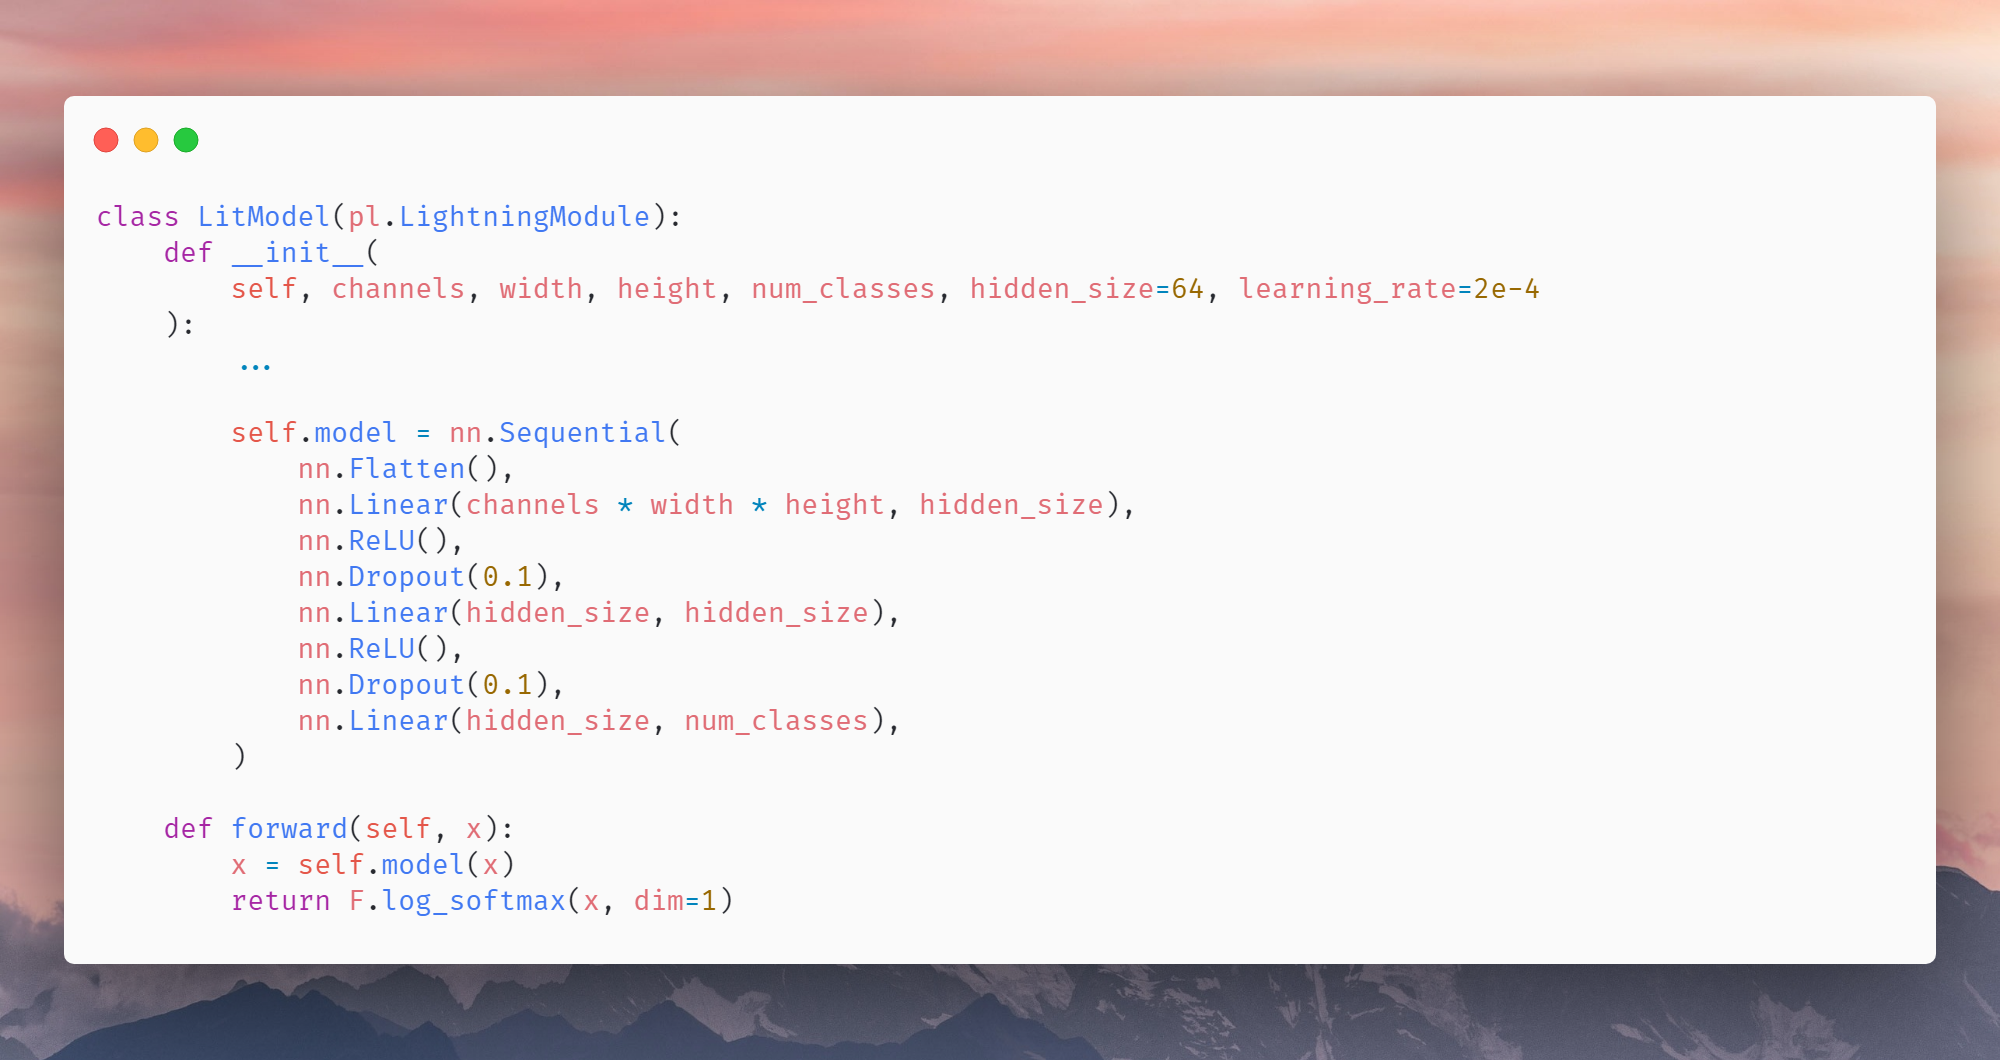 class LitModel(pl.LightningModule):
    def __init__(
        self, channels, width, height, num_classes, hidden_size=64, learning_rate=2e-4
    ):
        ...

        self.model = nn.Sequential(
            nn.Flatten(),
            nn.Linear(channels * width * height, hidden_size),
            nn.ReLU(),
            nn.Dropout(0.1),
            nn.Linear(hidden_size, hidden_size),
            nn.ReLU(),
            nn.Dropout(0.1),
            nn.Linear(hidden_size, num_classes),
        )

    def forward(self, x):
        x = self.model(x)
        return F.log_softmax(x, dim=1)